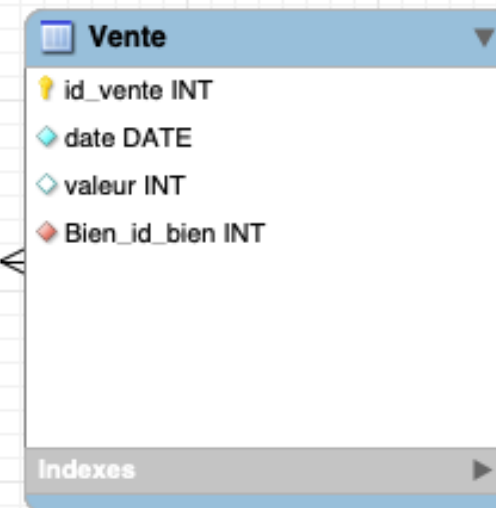 Vente
id_vente INT
date DATE
valeur INT
Bien_id_bien INT
Indexes